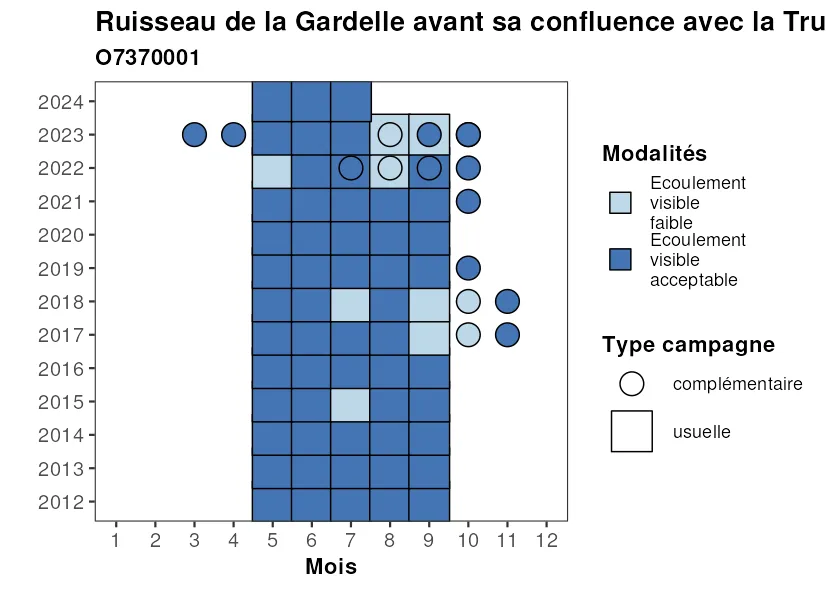 Ruisseau de la Gardelle avant sa confluence avec la Tru
O7370001
2024
2023
2022
2021
2020
2019
2018
2017
2016
2015
2014
2013
2012
1 2 3 4 5 6 7 8 9 10 11 12
Mois
Modalités
Ecoulement
visible
faible
Ecoulement
visible
acceptable
Type campagne
complémentaire
usuelle